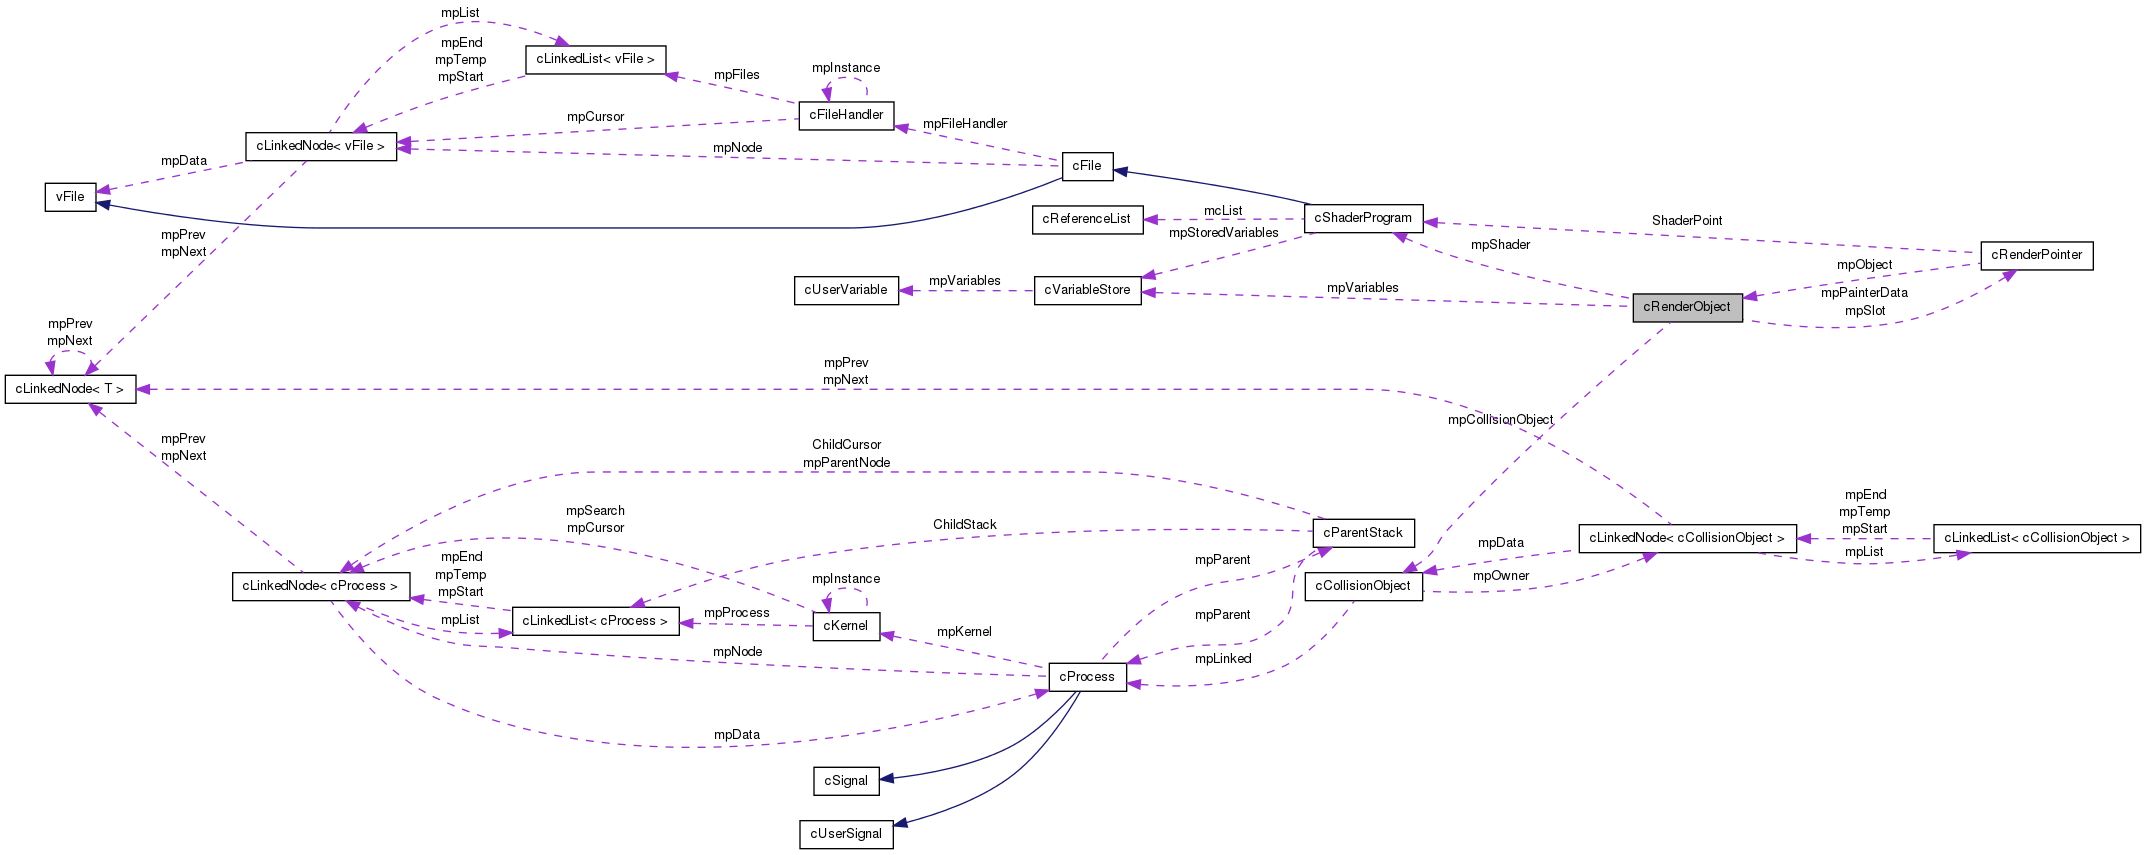 mpList
mpEnd
mpTemp
mpStart
cLinkedList< vFile >
mpFiles
mpInstance
cFileHandler
mpCursor
mpFileHandler
cLinkedNode< vFile >
mpNode
mpData
cFile
vFile
cReferenceList
mcList
cShaderProgram
ShaderPoint
mpPrev
mpNext
mpStoredVariables
mpShader
cRenderPointer
mpObject
cUserVariable
mpVariables
cVariableStore
mpVariables
cRenderObject
mpPainterData
mpSlot
mpPrev
mpNext
cLinkedNode< T >
mpPrev
mpNext
mpCollisionObject
mpPrev
mpNext
ChildCursor
mpParentNode
mpSearch
mpCursor
ChildStack
cParentStack
mpEnd
mpTemp
mpStart
cLinkedNode< cCollisionObject >
cLinkedList< cCollisionObject >
mpData
mpList
mpOwner
cCollisionObject
mpParent
mpEnd
mpTemp
mpStart
cLinkedNode< cProcess >
mpInstance
mpProcess
cKernel
mpList
cLinkedList< cProcess >
mpParent
mpKernel
mpNode
mpLinked
cProcess
mpData
cSignal
cUserSignal